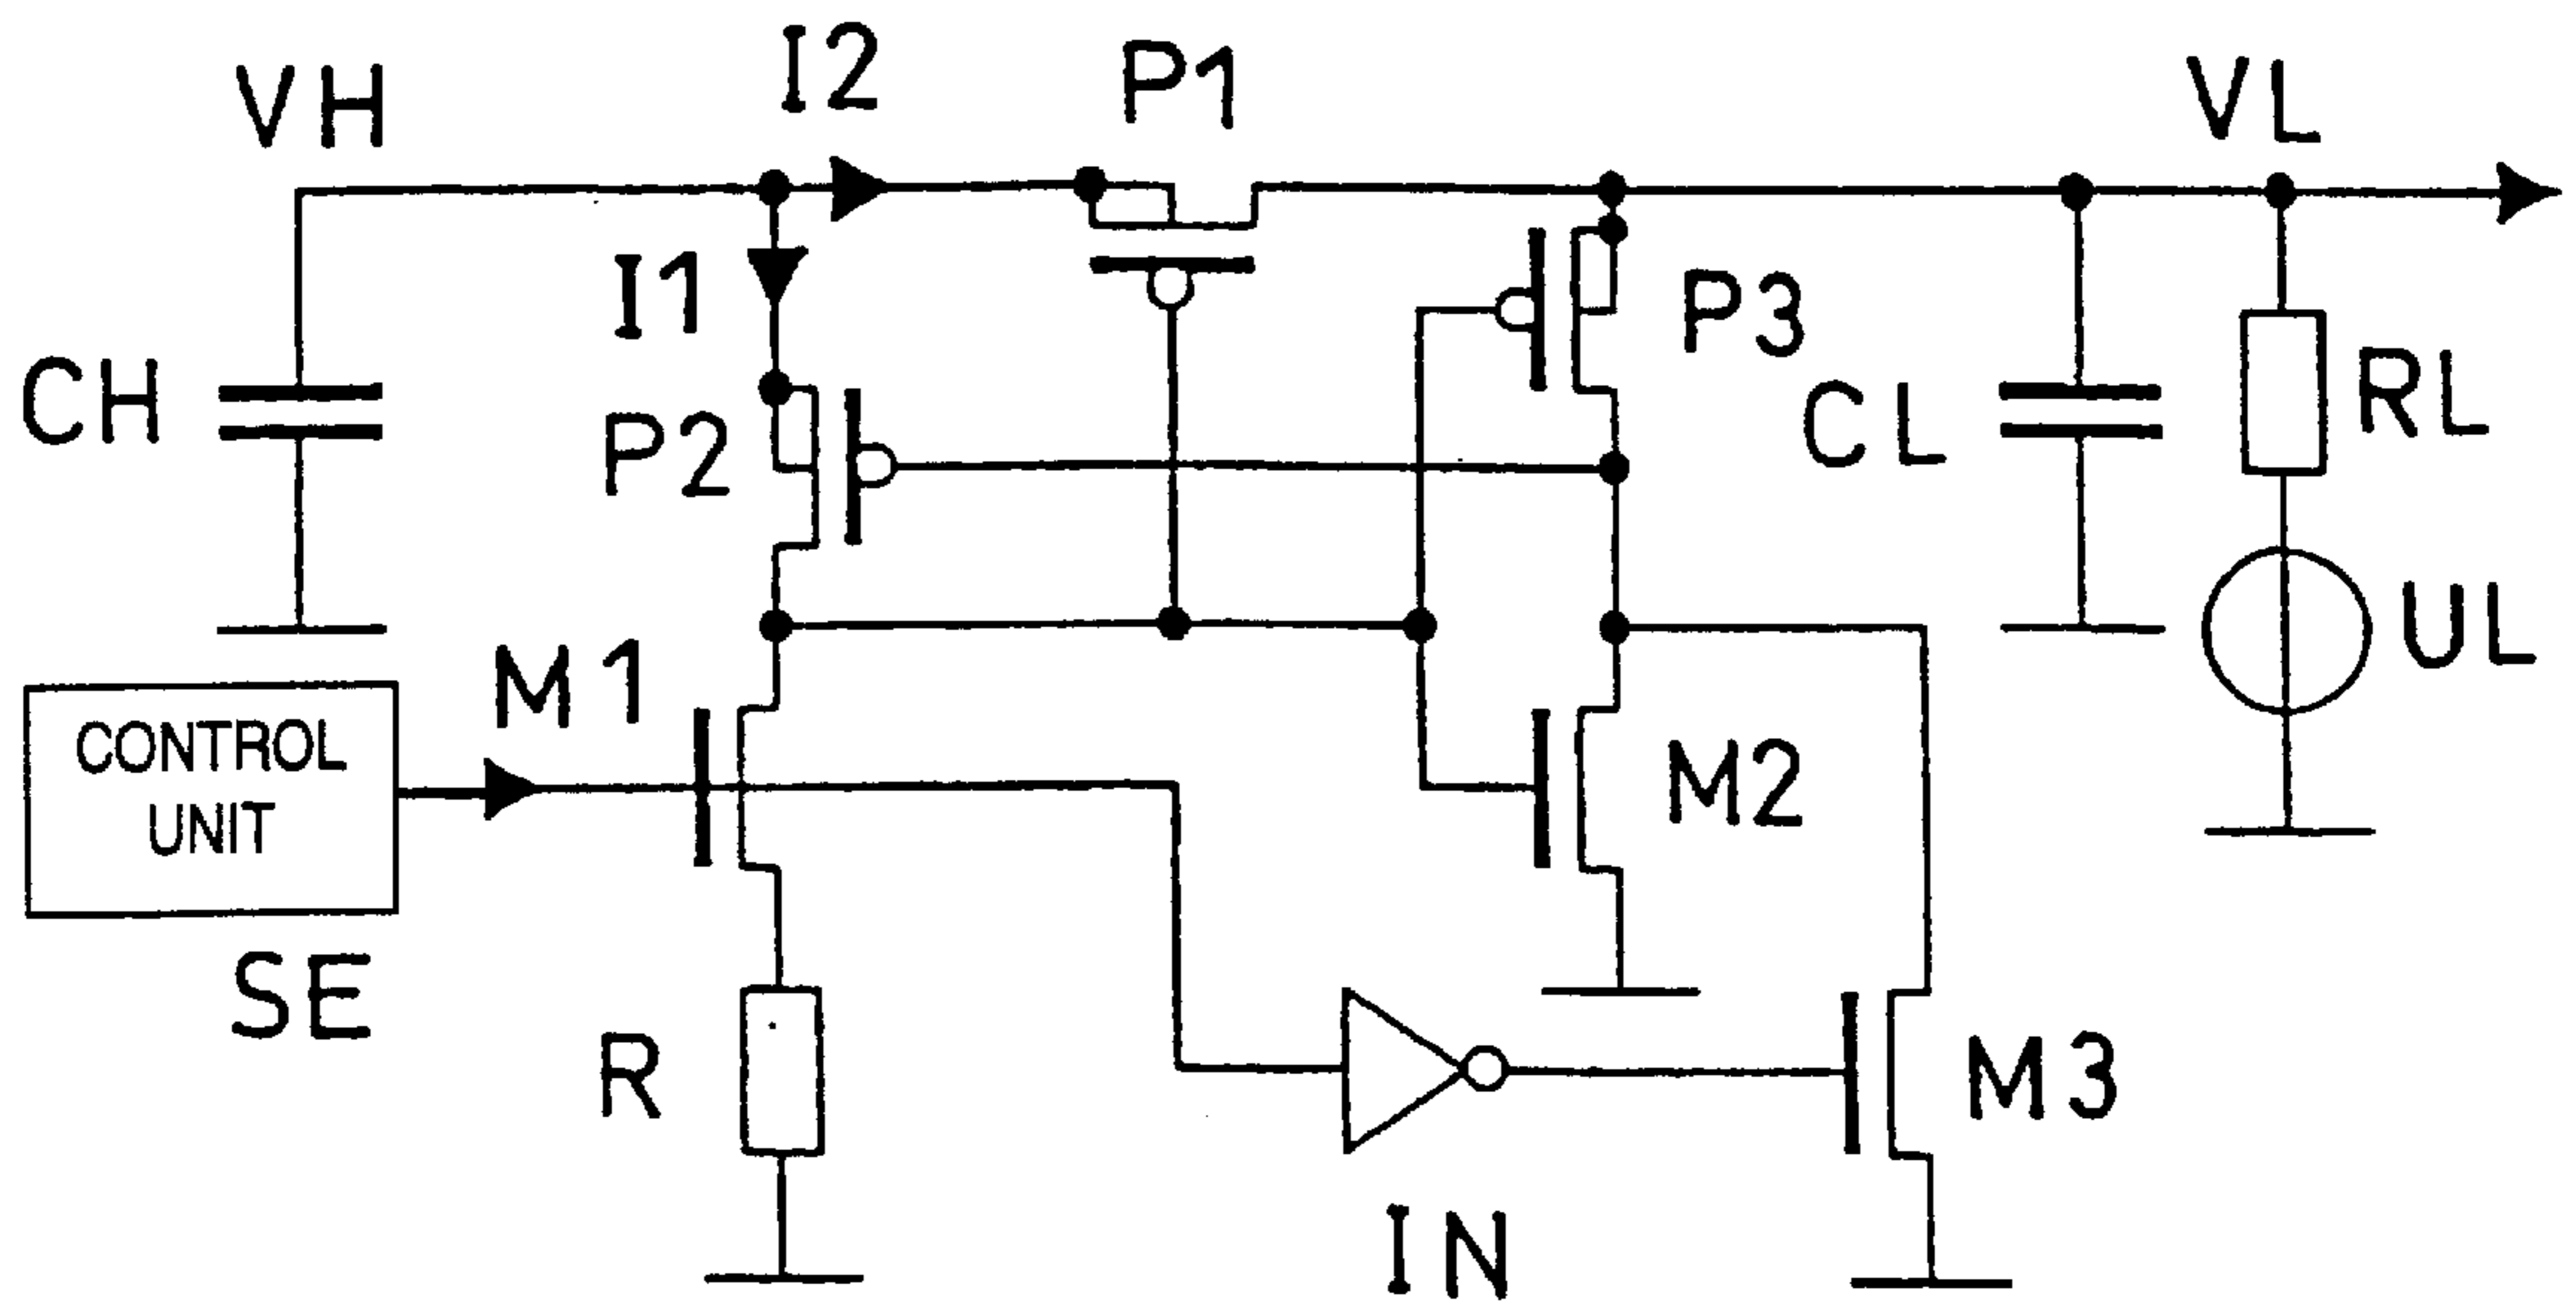 I2
P1
VH
VL
I1
P3
CH
P2
CL
RL
UL
M1
CONTROL
UNIT
M2
SE
R
M3
IN